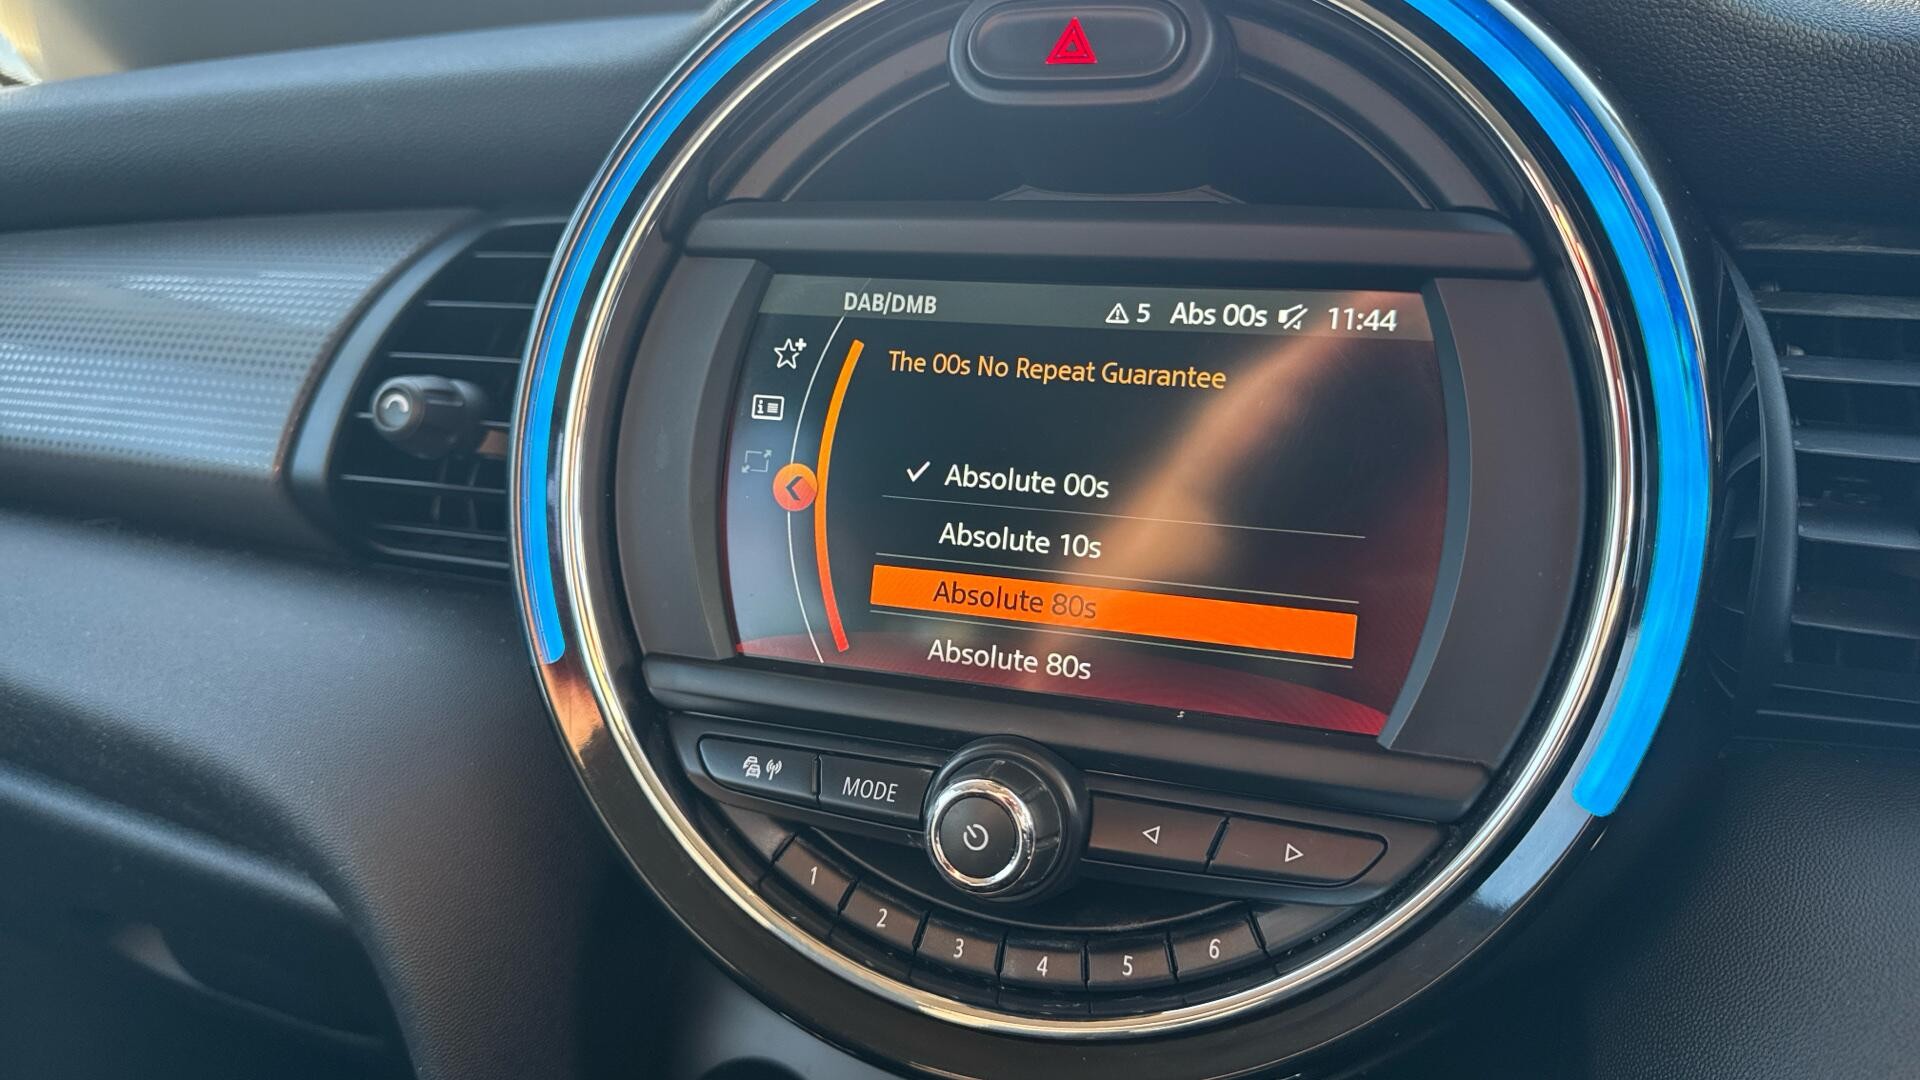 DAB/DMB 5 Abs 00s 11:44
The 00s No Repeat Guarantee
Absolute 00s
Absolute 10s
Absolute 80s
Absolute 80s
MODE
1 2 3 4 5 6